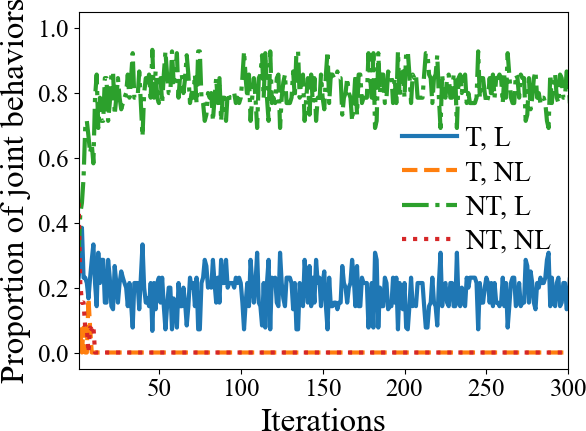 Proportion of joint behaviors
1.0
0.8
0.6
0.4
0.2
0.0
T, L
T, NL
NT, L
NT, NL
50 100 150 200 250 300
Iterations